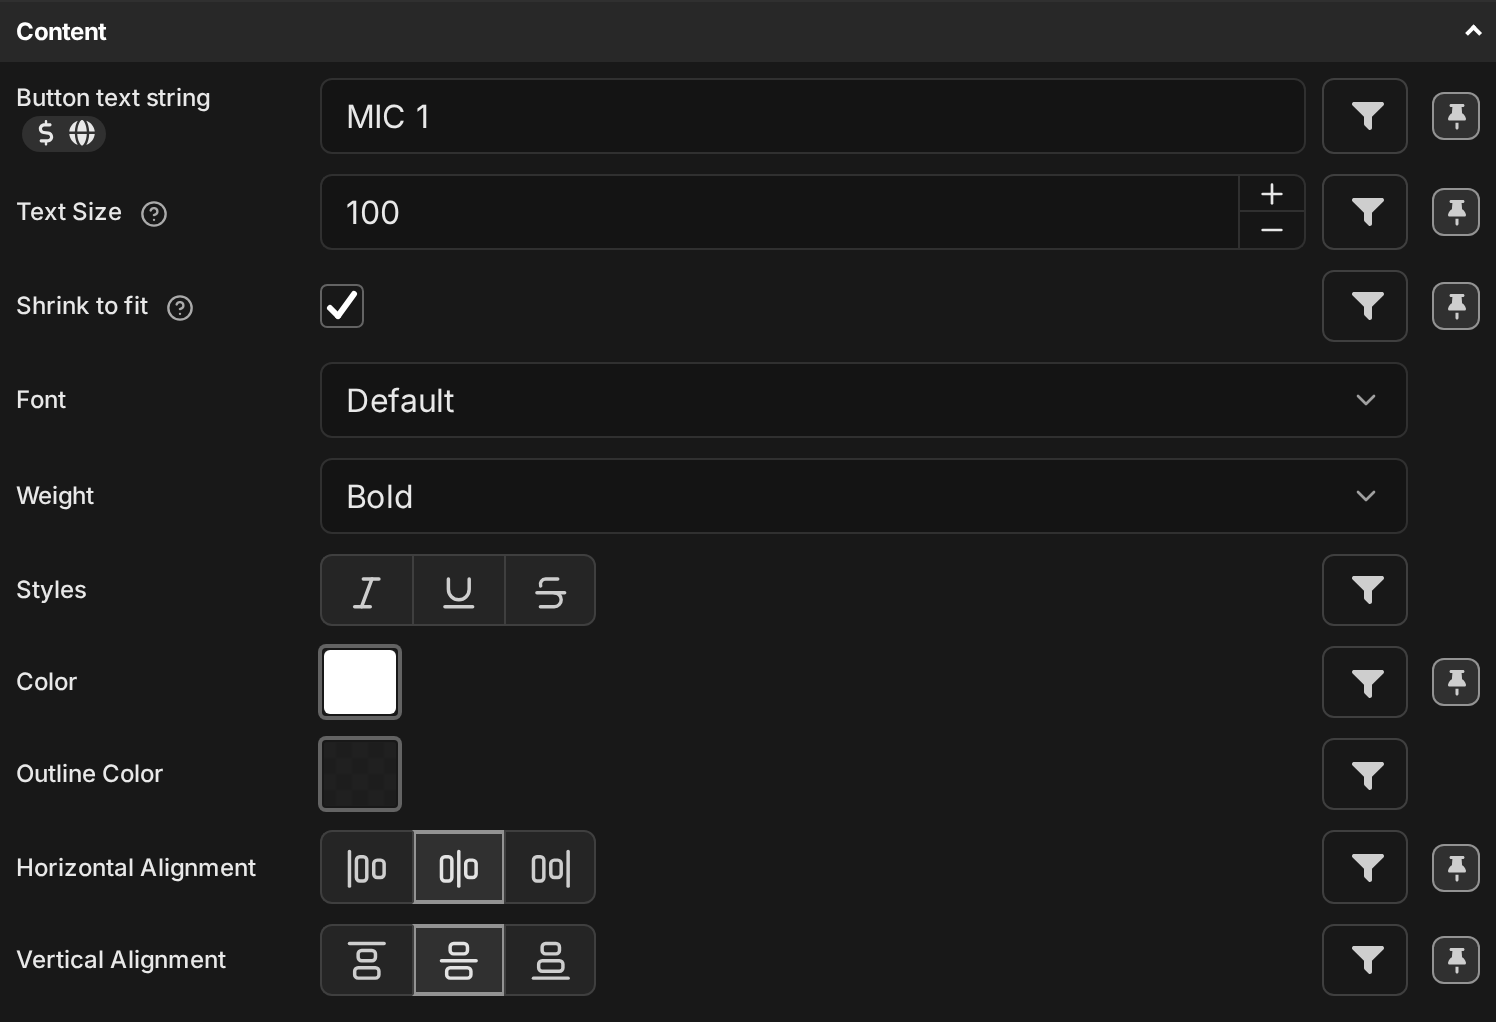 Content
Button text string
MIC 1
$
Text Size
?
100
Shrink to fit
?
Font
Default
Weight
Bold
Styles
I U S
Color
Outline Color
Horizontal Alignment
Vertical Alignment